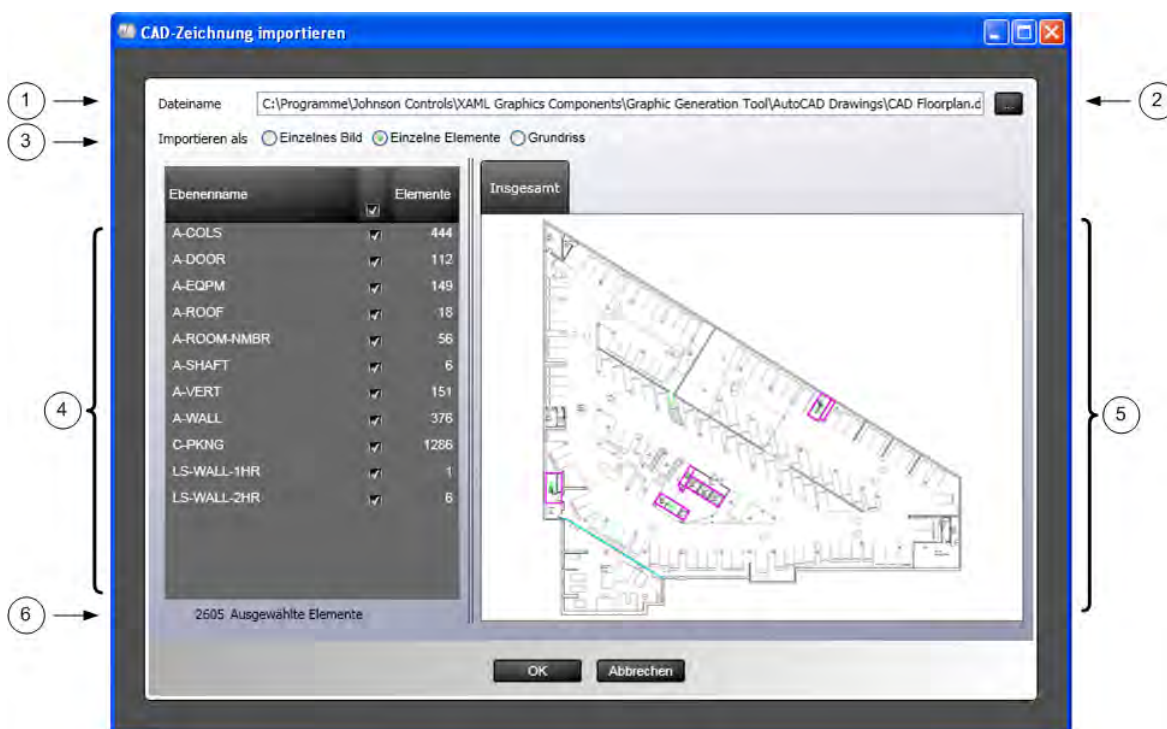 CAD-Zeichnung importieren
1
Dateiname C:\Programme\Johnson Controls\XAML Graphics Components\Graphic Generation Tool\AutoCAD Drawings\CAD Floorplan.d ...
2
3
Importieren als Einzelnes Bild Einzelne Elemente Grundriss
Ebenenname Elemente
Insgesamt
A-COLS 444
A-DOOR 112
A-EQPM 149
A-ROOF 18
A-ROOM-NMBR 56
A-SHAFT 6
A-VERT 151
A-WALL 376
C-PKNG 1286
LS-WALL-1HR 1
LS-WALL-2HR 6
4
5
6
2605 Ausgewählte Elemente
OK Abbrechen